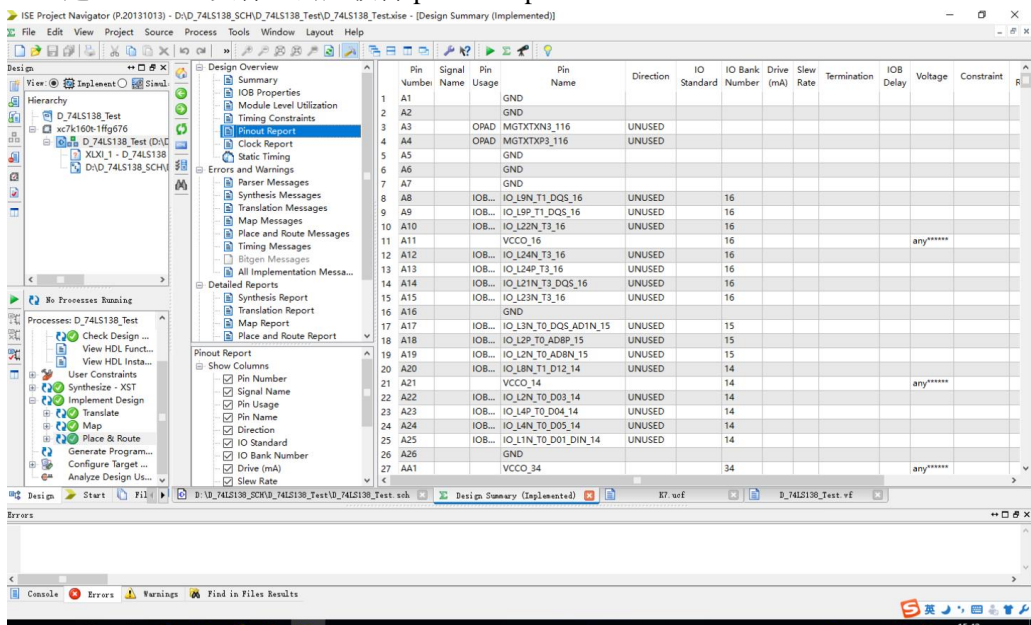 ISE Project Navigator (P.20131013) - D:\D_74LS138_SCH\D_74LS138_Test\D_74LS138_Test.xise - [Design Summary (Implemented)]
File Edit View Project Source Process Tools Window Layout Help
Design
View: Implement Simul
Hierarchy
D_74LS138_Test
xc7k160t-1ffg676
D_74LS138_Test (D:\D
XLXI_1 - D_74LS138
D:\D_74LS138_SCH\
No Processes Running
Processes: D_74LS138_Test
Check Design ...
View HDL Funct...
View HDL Insta...
User Constraints
Synthesize - XST
Implement Design
Translate
Map
Place & Route
Generate Program...
Configure Target ...
Analyze Design Us...
Design Overview
Summary
IOB Properties
Module Level Utilization
Timing Constraints
Pinout Report
Clock Report
Static Timing
Errors and Warnings
Parser Messages
Synthesis Messages
Translation Messages
Map Messages
Place and Route Messages
Timing Messages
Bitgen Messages
All Implementation Messa...
Detailed Reports
Synthesis Report
Translation Report
Map Report
Place and Route Report
Pinout Report
Show Columns
Pin Number
Signal Name
Pin Usage
Pin Name
Direction
IO Standard
IO Bank Number
Drive (mA)
Slew Rate
Pin Number Signal Name Pin Usage Pin Name Direction IO Standard IO Bank Number Drive (mA) Slew Rate Termination IOB Delay Voltage Constraint
1 A1 GND
2 A2 GND
3 A3 OPAD MGTXTXN3_116 UNUSED
4 A4 OPAD MGTXTXP3_116 UNUSED
5 A5 GND
6 A6 GND
7 A7 GND
8 A8 IOB... IO_L9N_T1_DQS_16 UNUSED 16
9 A9 IOB... IO_L9P_T1_DQS_16 UNUSED 16
10 A10 IOB... IO_L22N_T3_16 UNUSED 16
11 A11 VCCO_16 16 any******
12 A12 IOB... IO_L24N_T3_16 UNUSED 16
13 A13 IOB... IO_L24P_T3_16 UNUSED 16
14 A14 IOB... IO_L21N_T3_DQS_16 UNUSED 16
15 A15 IOB... IO_L23N_T3_16 UNUSED 16
16 A16 GND
17 A17 IOB... IO_L3N_T0_DQS_AD1N_15 UNUSED 15
18 A18 IOB... IO_L2P_T0_AD8P_15 UNUSED 15
19 A19 IOB... IO_L2N_T0_AD8N_15 UNUSED 15
20 A20 IOB... IO_L8N_T1_D12_14 UNUSED 14
21 A21 VCCO_14 14 any******
22 A22 IOB... IO_L2N_T0_D03_14 UNUSED 14
23 A23 IOB... IO_L4P_T0_D04_14 UNUSED 14
24 A24 IOB... IO_L4N_T0_D05_14 UNUSED 14
25 A25 IOB... IO_L1N_T0_D01_DIN_14 UNUSED 14
26 A26 GND
27 AA1 VCCO_34 34 any******
Design Start Fil D:\D_74LS138_SCH\D_74LS138_Test\D_74LS138_Test.sch Design Summary (Implemented) K7.ucf D_74LS138_Test.vf
Errors
Console Errors Warnings Find in Files Results
英